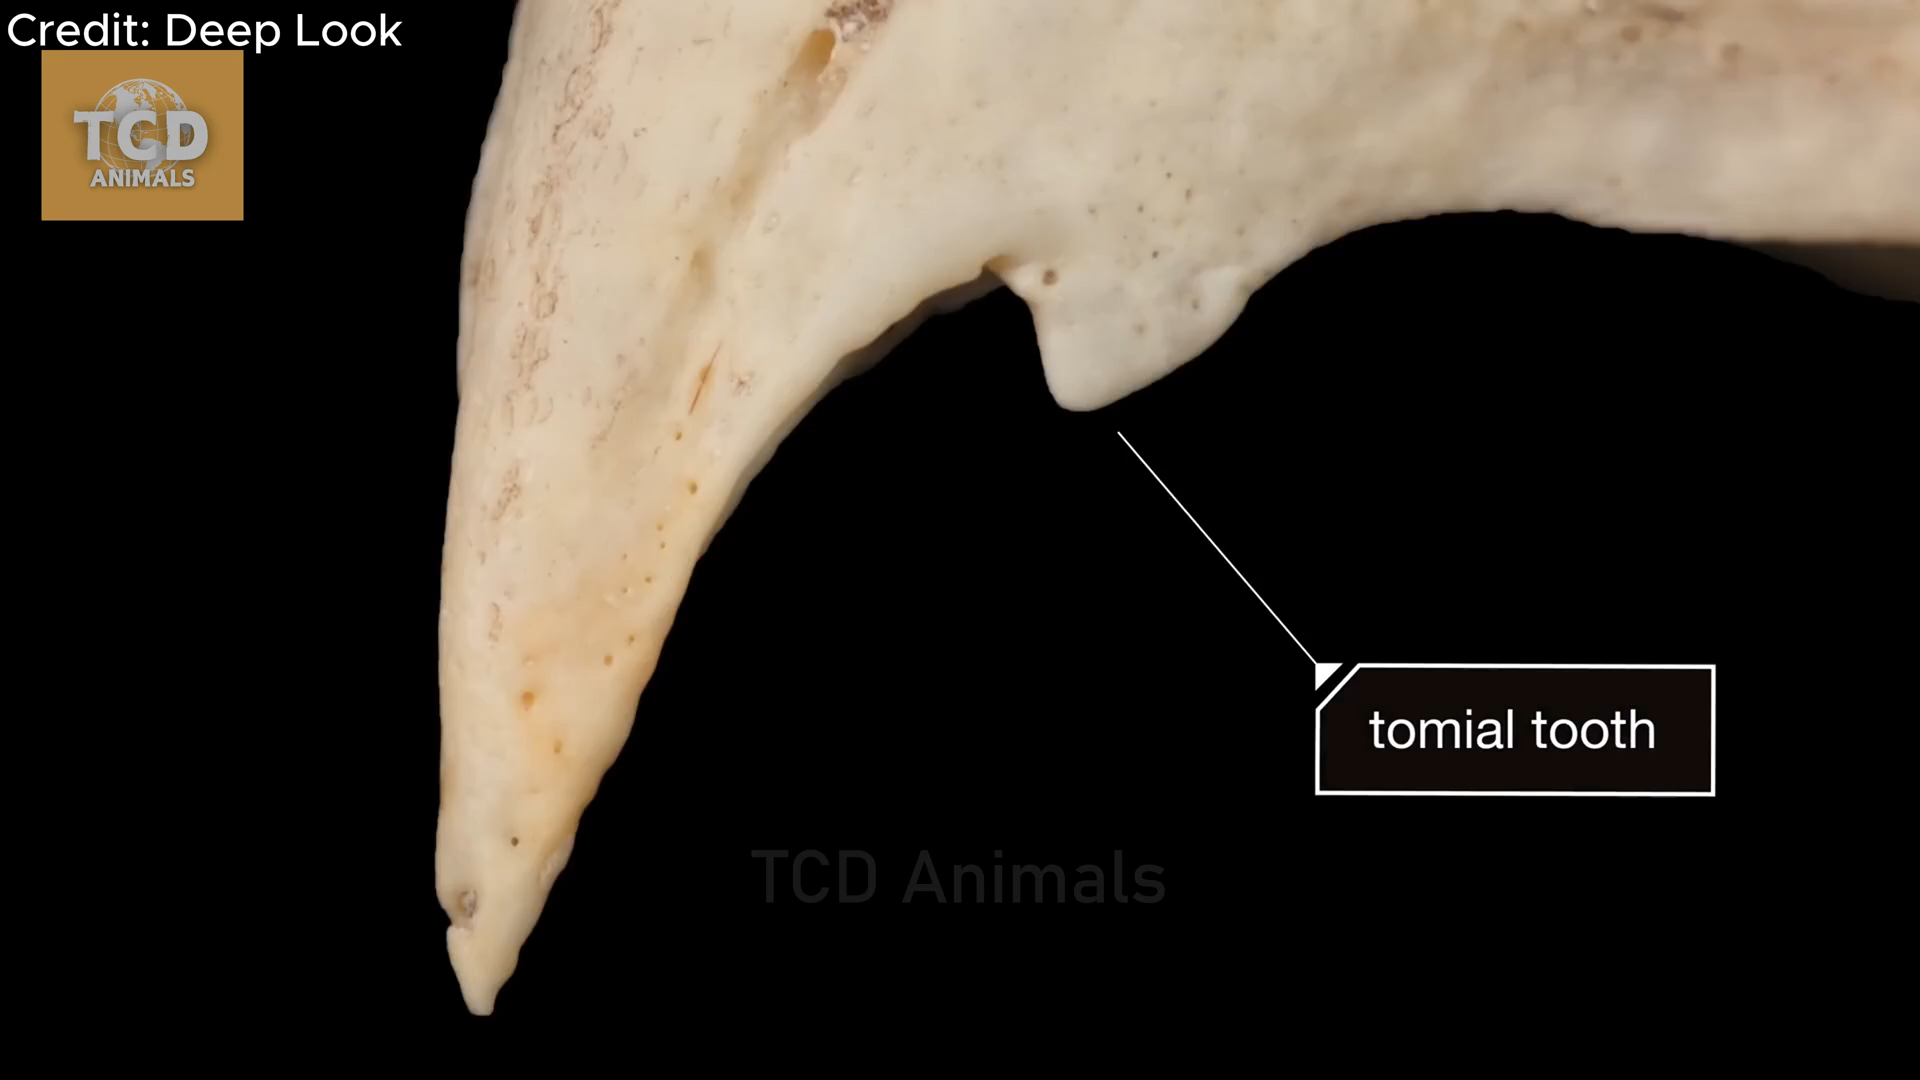 Credit: Deep Look
TCD
ANIMALS
tomial tooth
TCD Animals